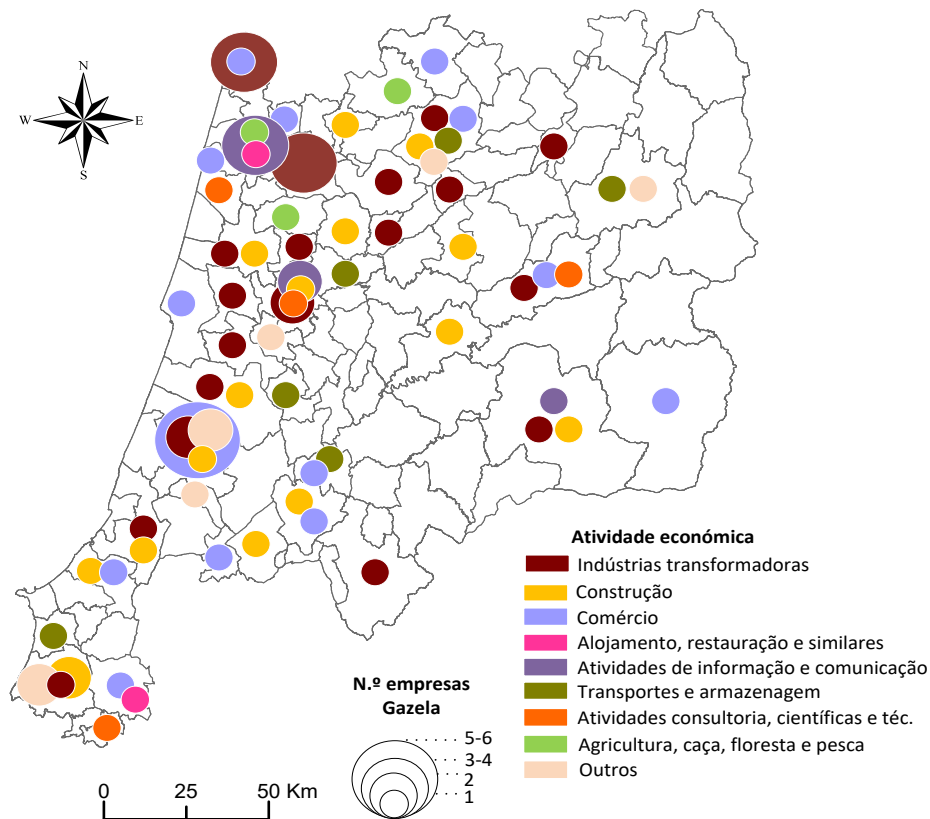 N
W
E
S
Atividade económica
Indústrias transformadoras
Construção
Comércio
Alojamento, restauração e similares
Atividades de informação e comunicação
Transportes e armazenagem
Atividades consultoria, científicas e téc.
Agricultura, caça, floresta e pesca
Outros
N.º empresas
Gazela
5-6
3-4
2
1
0 25 50 Km